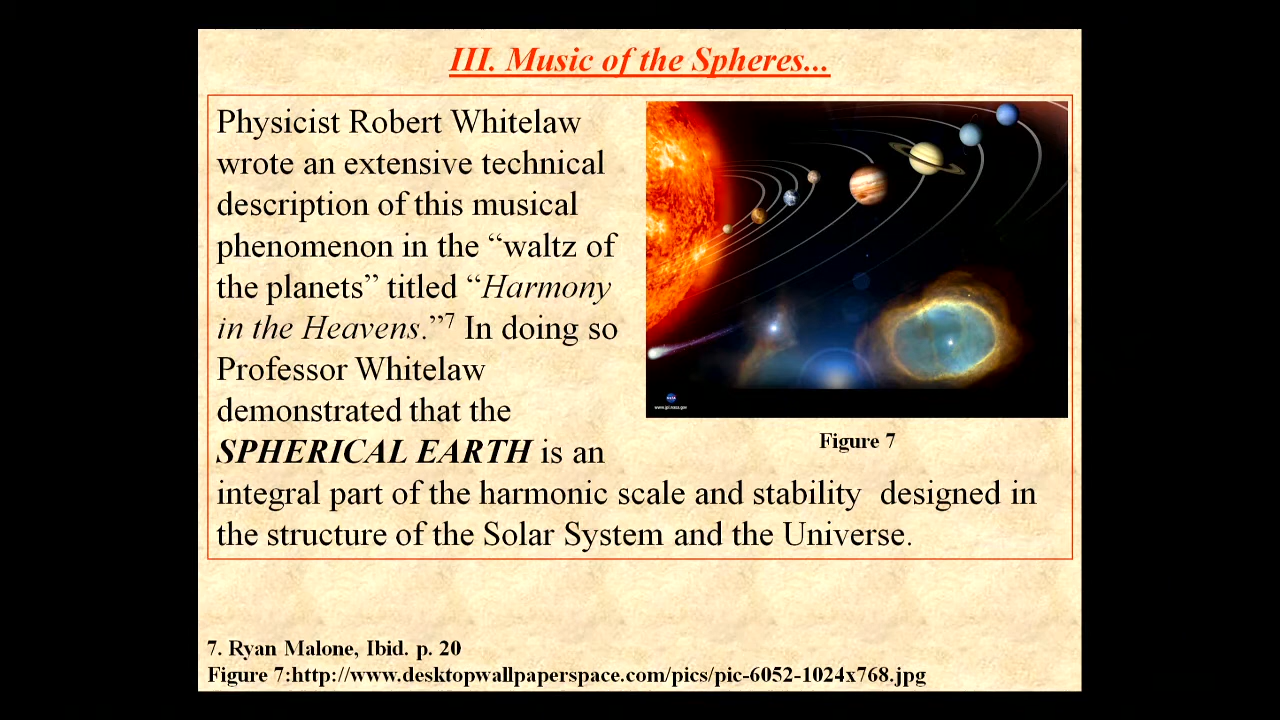 III. Music of the Spheres...
Physicist Robert Whitelaw
wrote an extensive technical
description of this musical
phenomenon in the “waltz of
the planets” titled “Harmony
in the Heavens.”7 In doing so
Professor Whitelaw
demonstrated that the
SPHERICAL EARTH is an
integral part of the harmonic scale and stability designed in
the structure of the Solar System and the Universe.
www.jpl.nasa.gov
Figure 7
7. Ryan Malone, Ibid. p. 20
Figure 7:http://www.desktopwallpaperspace.com/pics/pic-6052-1024x768.jpg